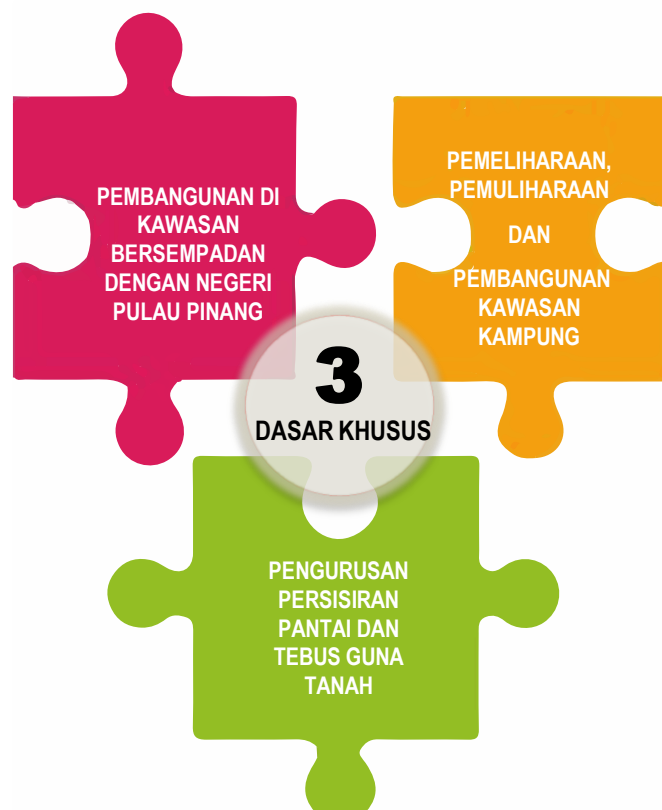 PEMBANGUNAN DI
KAWASAN
BERSEMPADAN
DENGAN NEGERI
PULAU PINANG
PEMELIHARAAN,
PEMULIHARAAN
DAN
PEMBANGUNAN
KAWASAN
KAMPUNG
3
DASAR KHUSUS
PENGURUSAN
PERSISIRAN
PANTAI DAN
TEBUS GUNA
TANAH